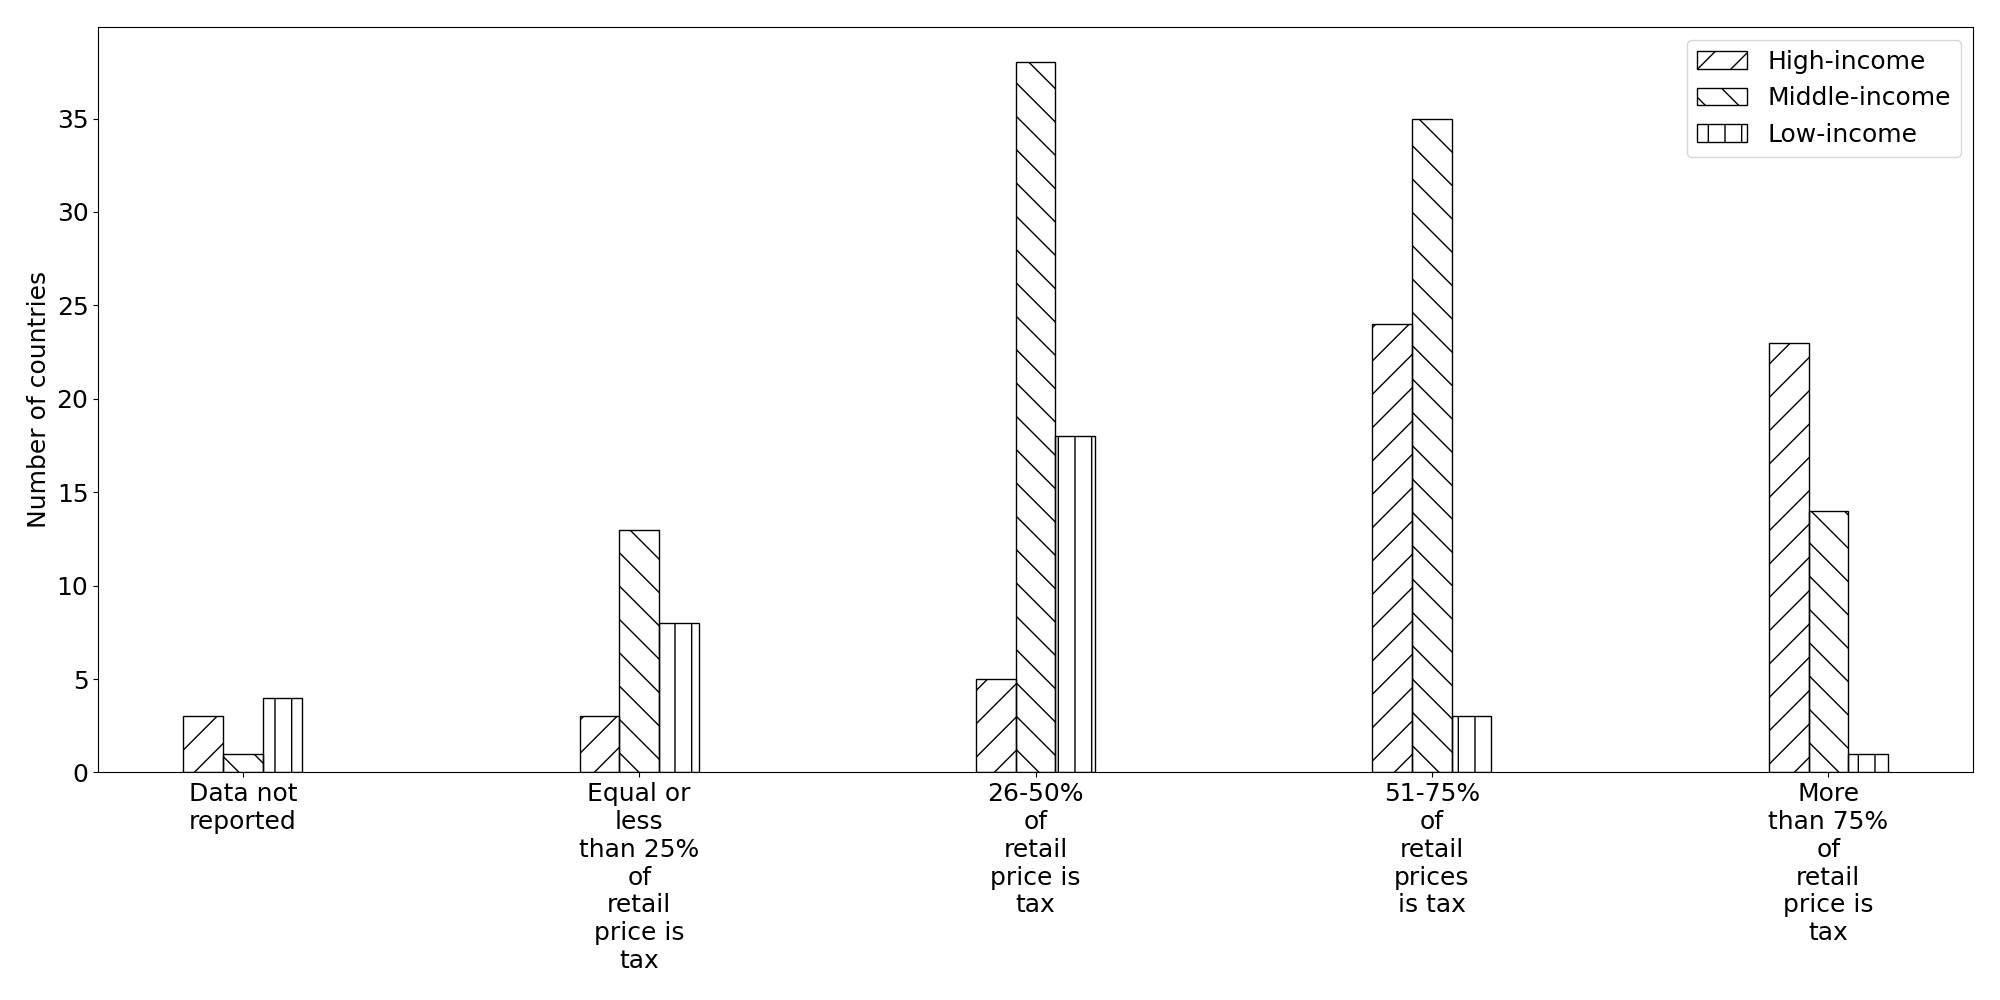 High-income
Middle-income
Low-income
Number of countries
35
30
25
20
15
10
5
0
Data not
reported
Equal or
less
than 25%
of
retail
price is
tax
26-50%
of
retail
price is
tax
51-75%
of
retail
prices
is tax
More
than 75%
of
retail
price is
tax